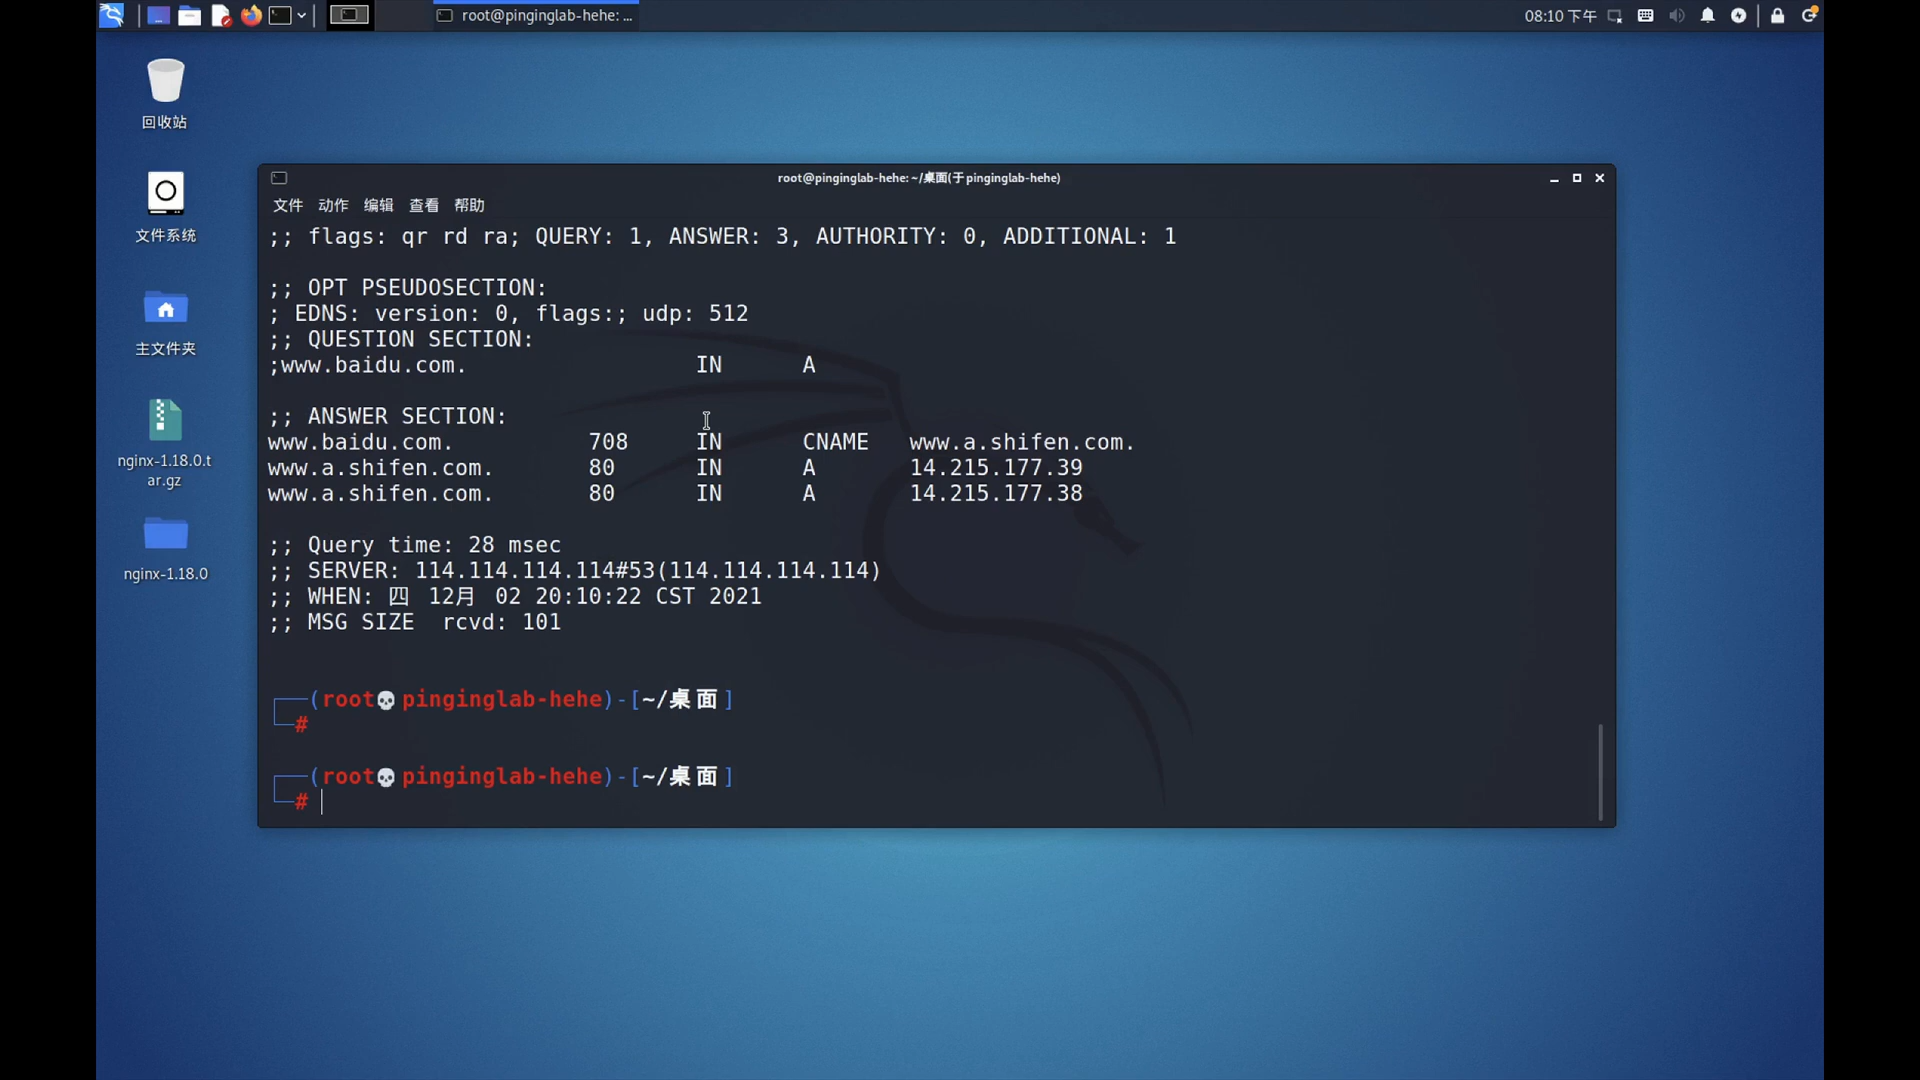 root@pinginglab-hehe: ...
08:10 下午
回收站
文件系统
主文件夹
nginx-1.18.0.t
ar.gz
nginx-1.18.0
root@pinginglab-hehe: ~/桌面(于 pinginglab-hehe)
文件 动作 编辑 查看 帮助
;; flags: qr rd ra; QUERY: 1, ANSWER: 3, AUTHORITY: 0, ADDITIONAL: 1
;; OPT PSEUDOSECTION:
; EDNS: version: 0, flags:; udp: 512
;; QUESTION SECTION:
;www.baidu.com. IN A
;; ANSWER SECTION:
www.baidu.com. 708 IN CNAME www.a.shifen.com.
www.a.shifen.com. 80 IN A 14.215.177.39
www.a.shifen.com. 80 IN A 14.215.177.38
;; Query time: 28 msec
;; SERVER: 114.114.114.114#53(114.114.114.114)
;; WHEN: 四 12月 02 20:10:22 CST 2021
;; MSG SIZE  rcvd: 101
┌──(root💀pinginglab-hehe)-[~/桌面]
└─#
┌──(root💀pinginglab-hehe)-[~/桌面]
└─#